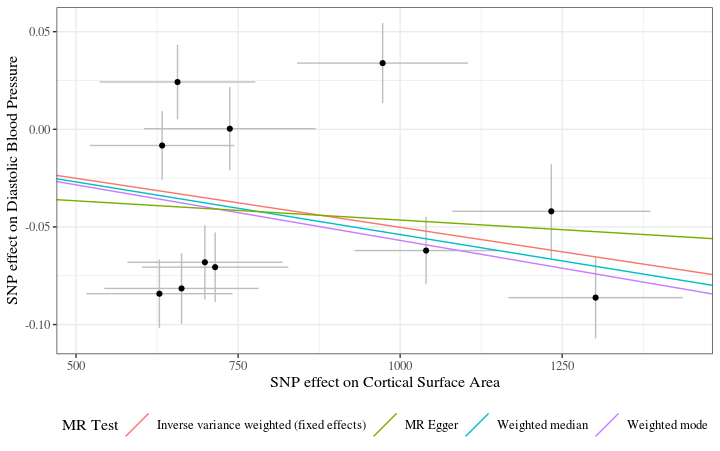 SNP effect on Diastolic Blood Pressure
0.05
0.00
-0.05
-0.10
500
750
1000
1250
SNP effect on Cortical Surface Area
MR Test
Inverse variance weighted (fixed effects)
MR Egger
Weighted median
Weighted mode